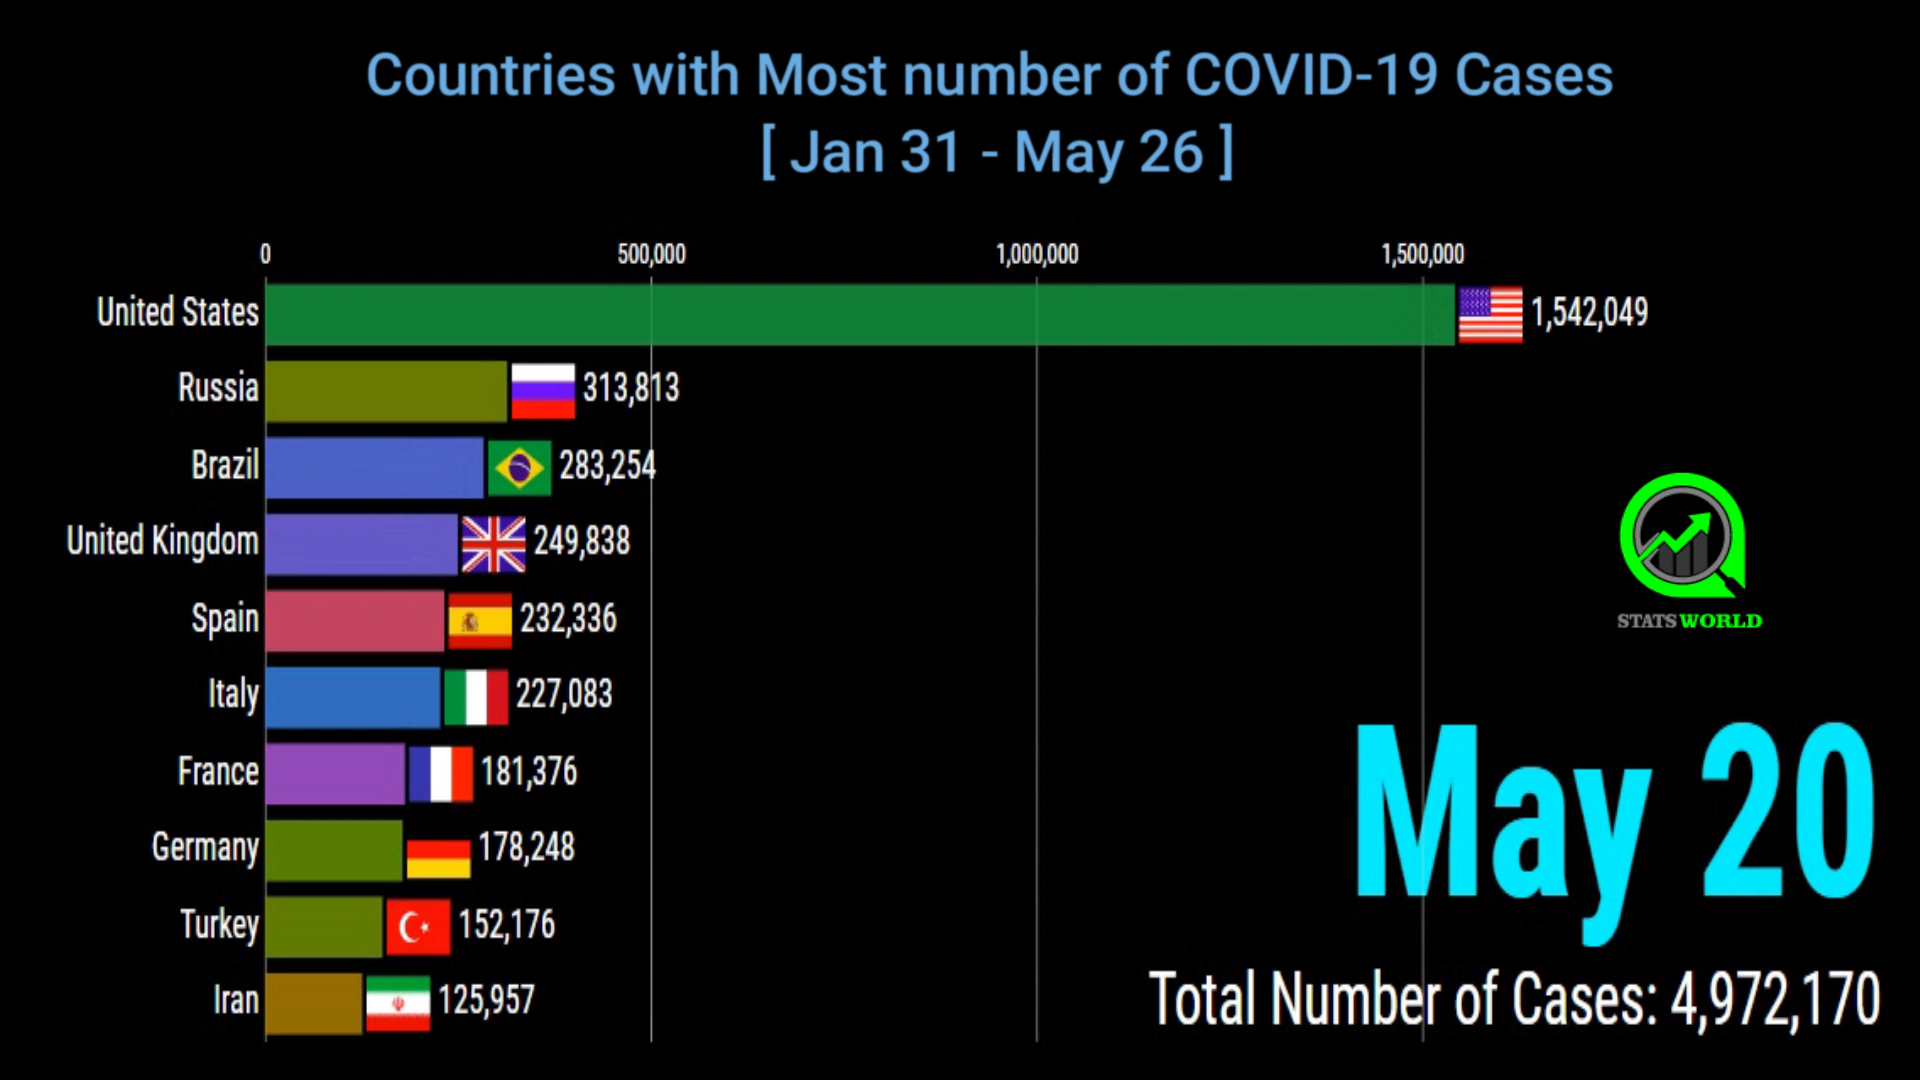 Countries with Most number of COVID-19 Cases
[ Jan 31 - May 26 ]
0 500,000 1,000,000 1,500,000
United States 1,542,049
Russia 313,813
Brazil 283,254
United Kingdom 249,838
Spain 232,336
Italy 227,083
France 181,376
Germany 178,248
Turkey 152,176
Iran 125,957
STATS WORLD
May 20
Total Number of Cases: 4,972,170